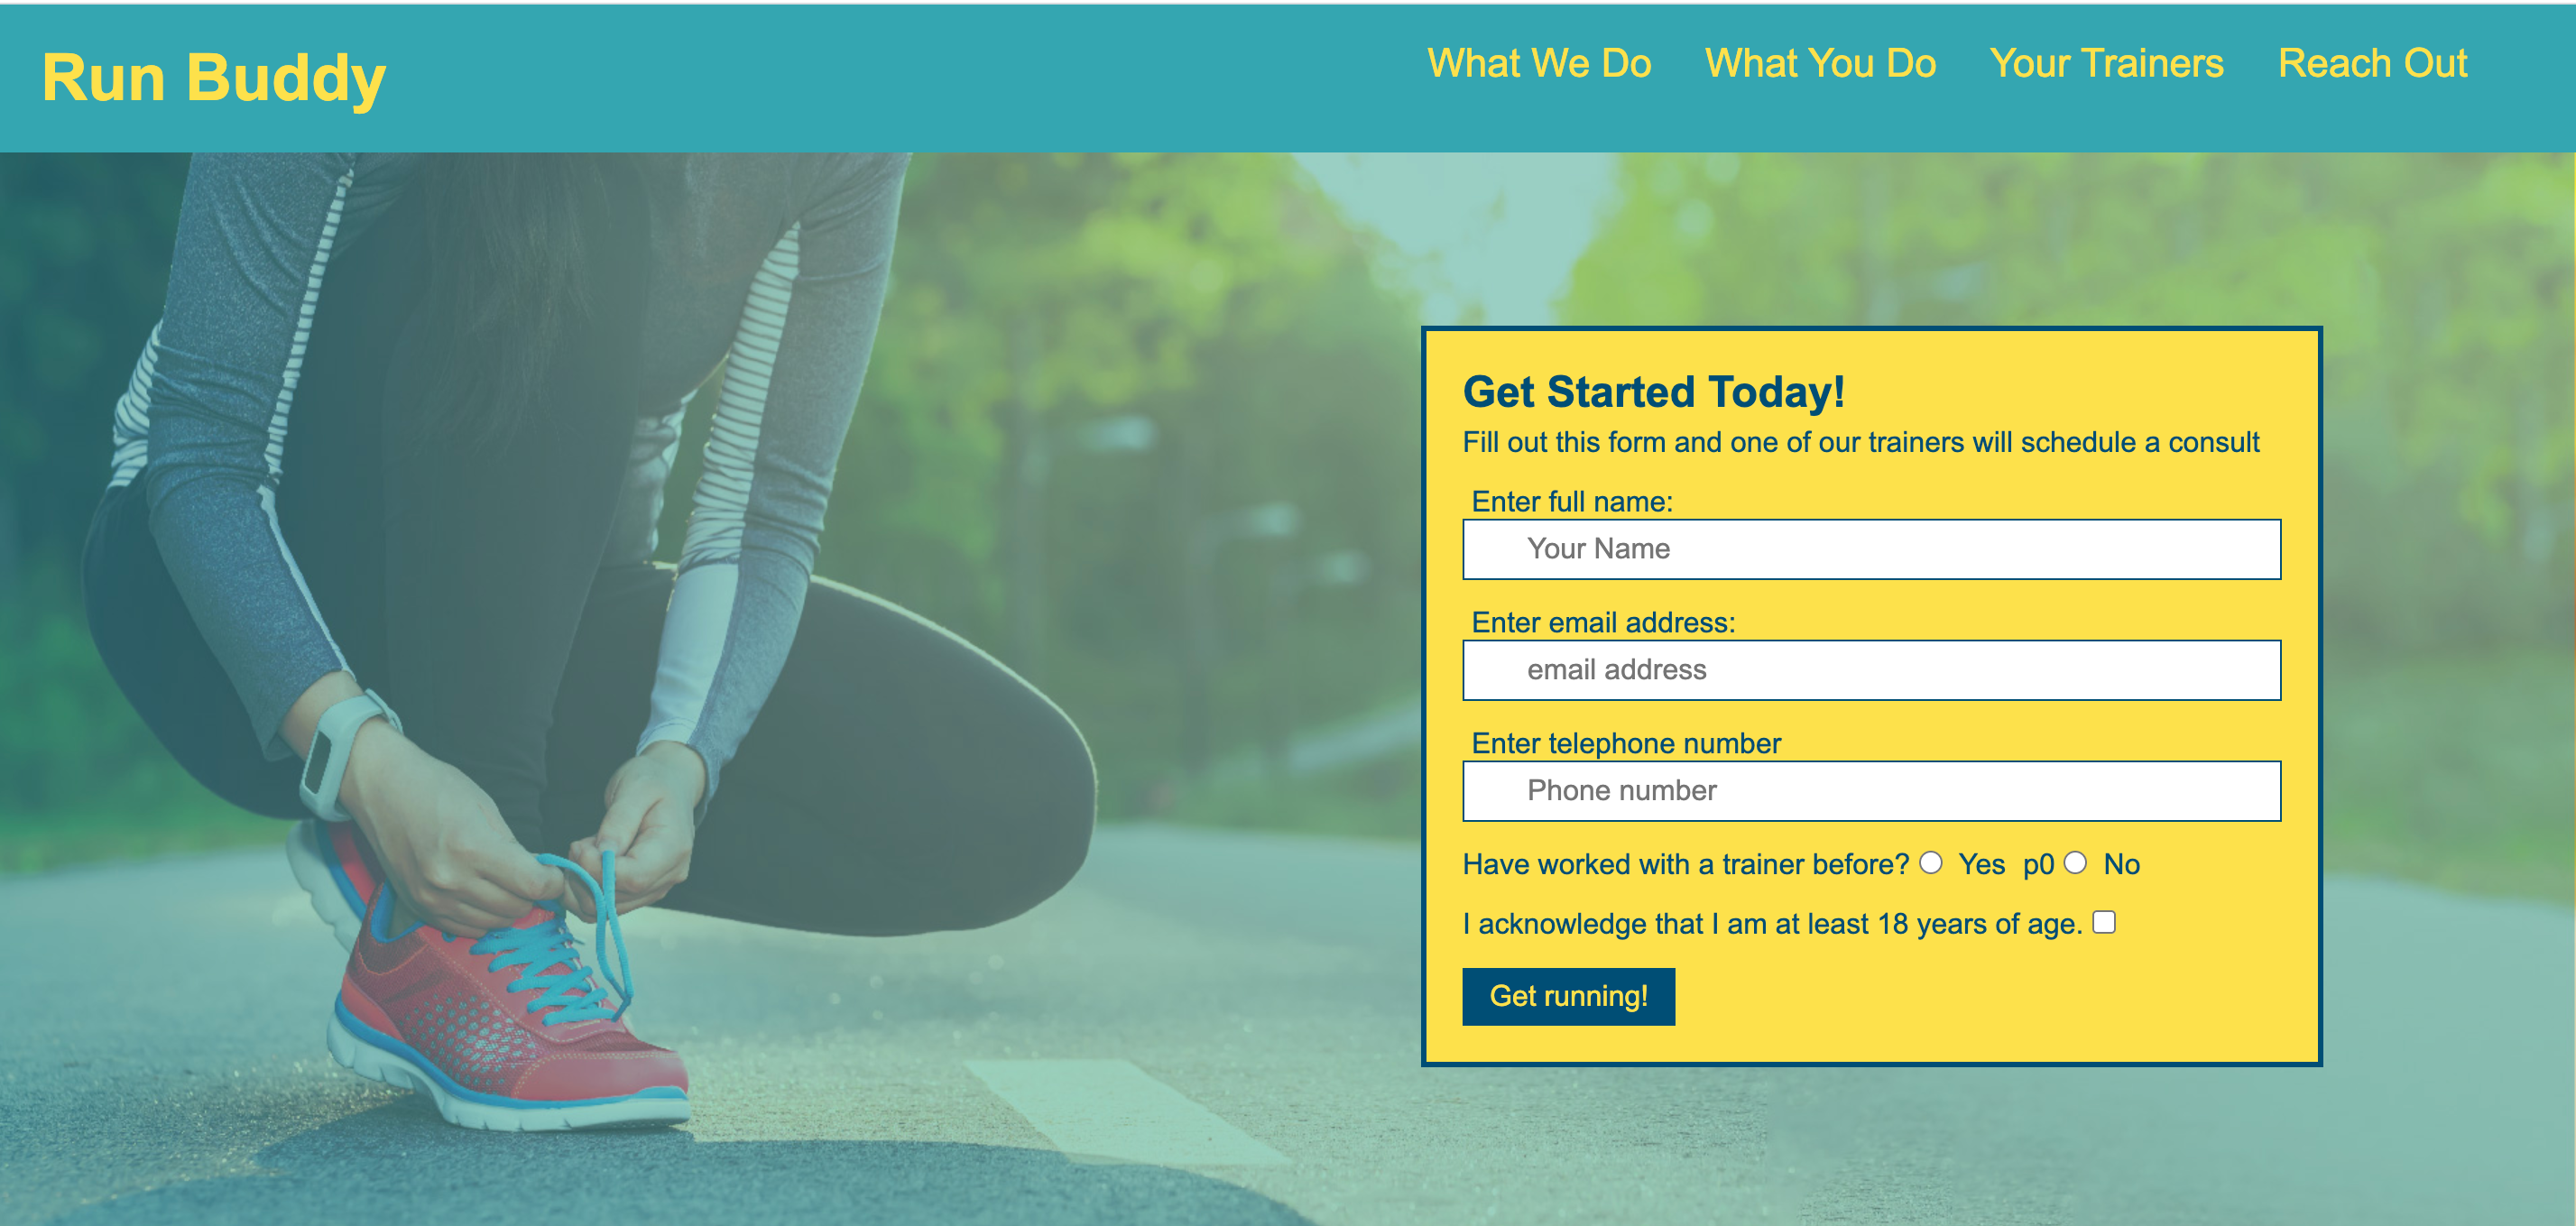 Run Buddy
What We Do What You Do Your Trainers Reach Out
Get Started Today!
Fill out this form and one of our trainers will schedule a consult
Enter full name:
Your Name
Enter email address:
email address
Enter telephone number
Phone number
Have worked with a trainer before? Yes p0 No
I acknowledge that I am at least 18 years of age.
Get running!